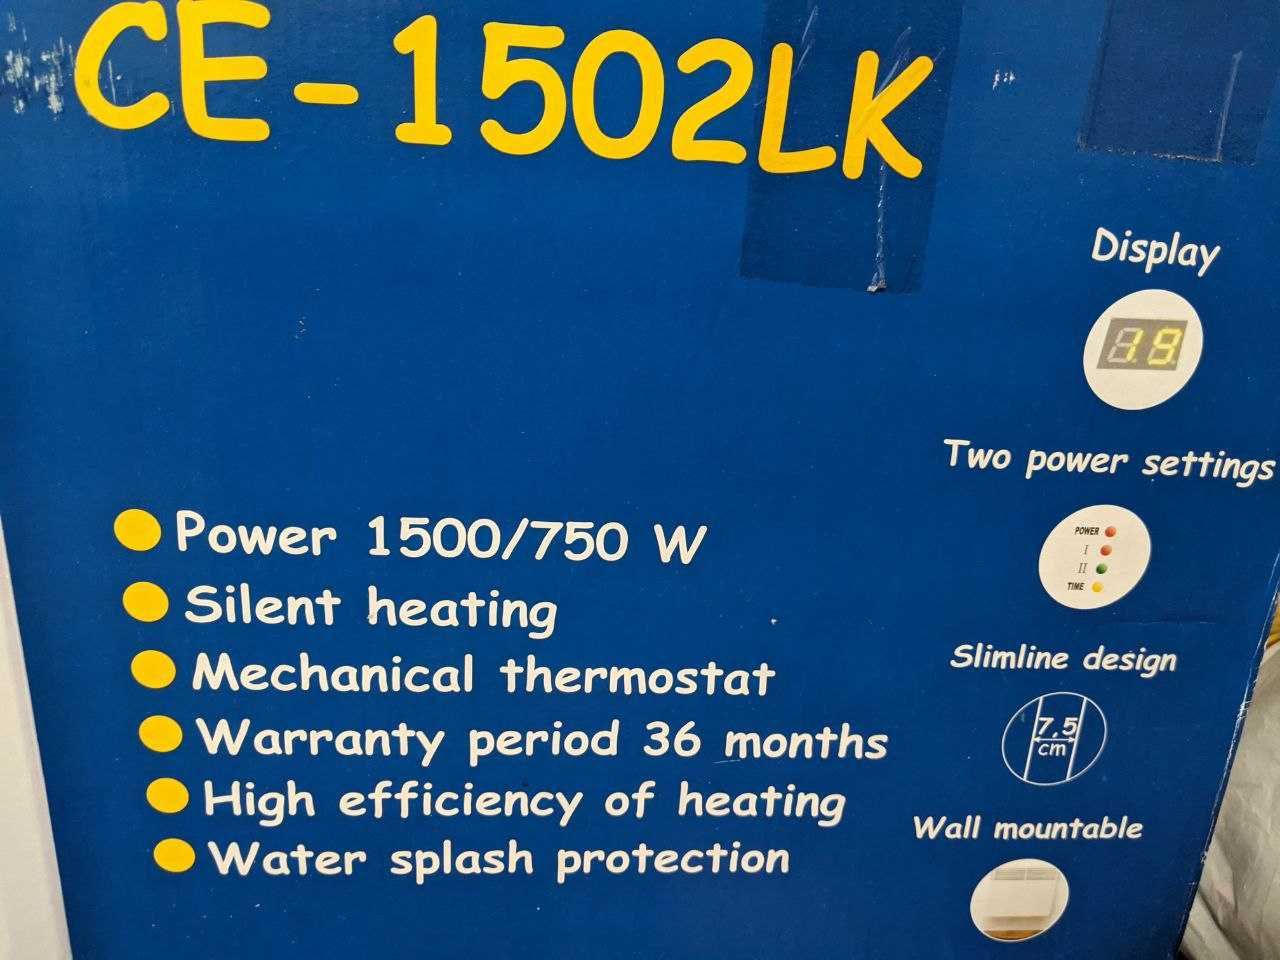 CE-1502LK
Display
19
Two power settings
POWER
I
II
TIME
Power 1500/750 W
Silent heating
Mechanical thermostat
Warranty period 36 months
High efficiency of heating
Water splash protection
Slimline design
7,5
cm
Wall mountable